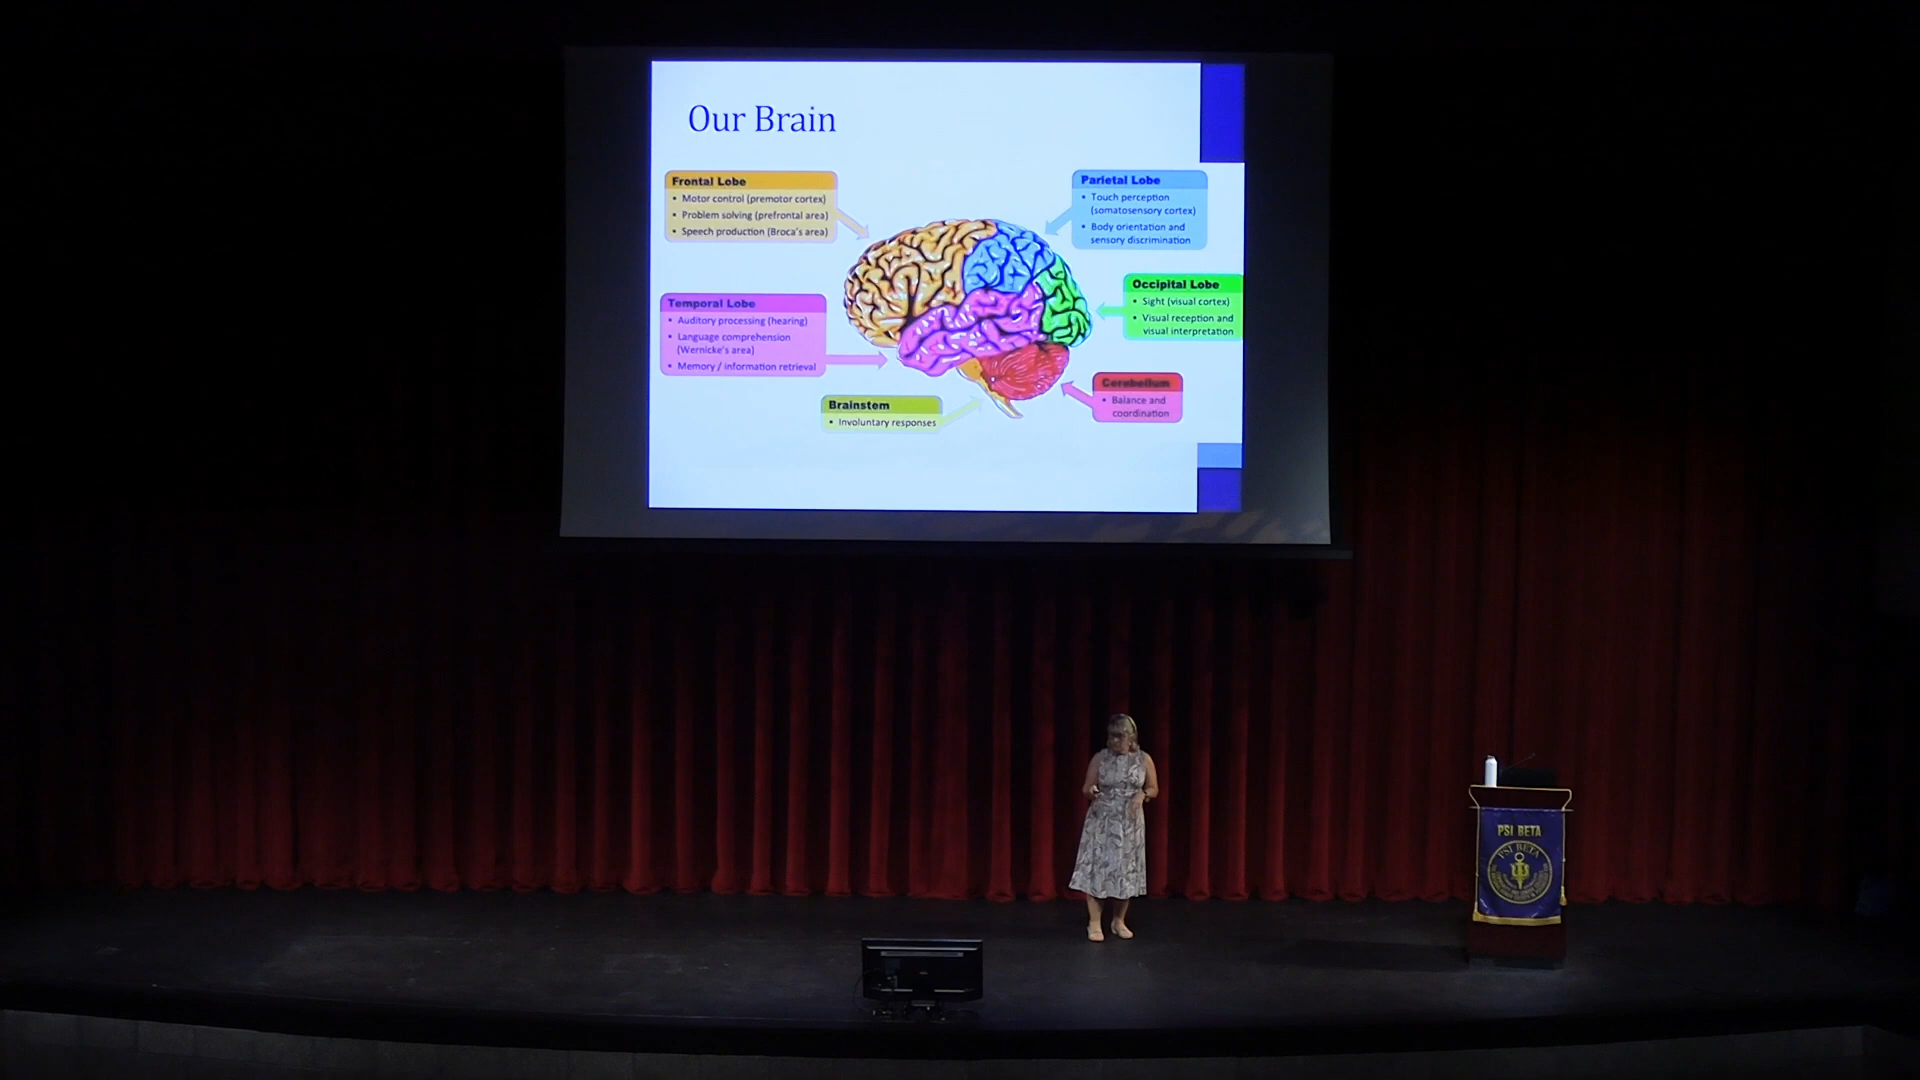 Our Brain
Frontal Lobe
• Motor control (premotor cortex)
• Problem solving (prefrontal area)
• Speech production (Broca's area)
Parietal Lobe
• Touch perception
(somatosensory cortex)
• Body orientation and
sensory discrimination
Occipital Lobe
• Sight (visual cortex)
• Visual reception and
visual interpretation
Temporal Lobe
• Auditory processing (hearing)
• Language comprehension
(Wernicke's area)
• Memory / information retrieval
Cerebellum
• Balance and
coordination
Brainstem
• Involuntary responses
PSI BETA
PSI BETA